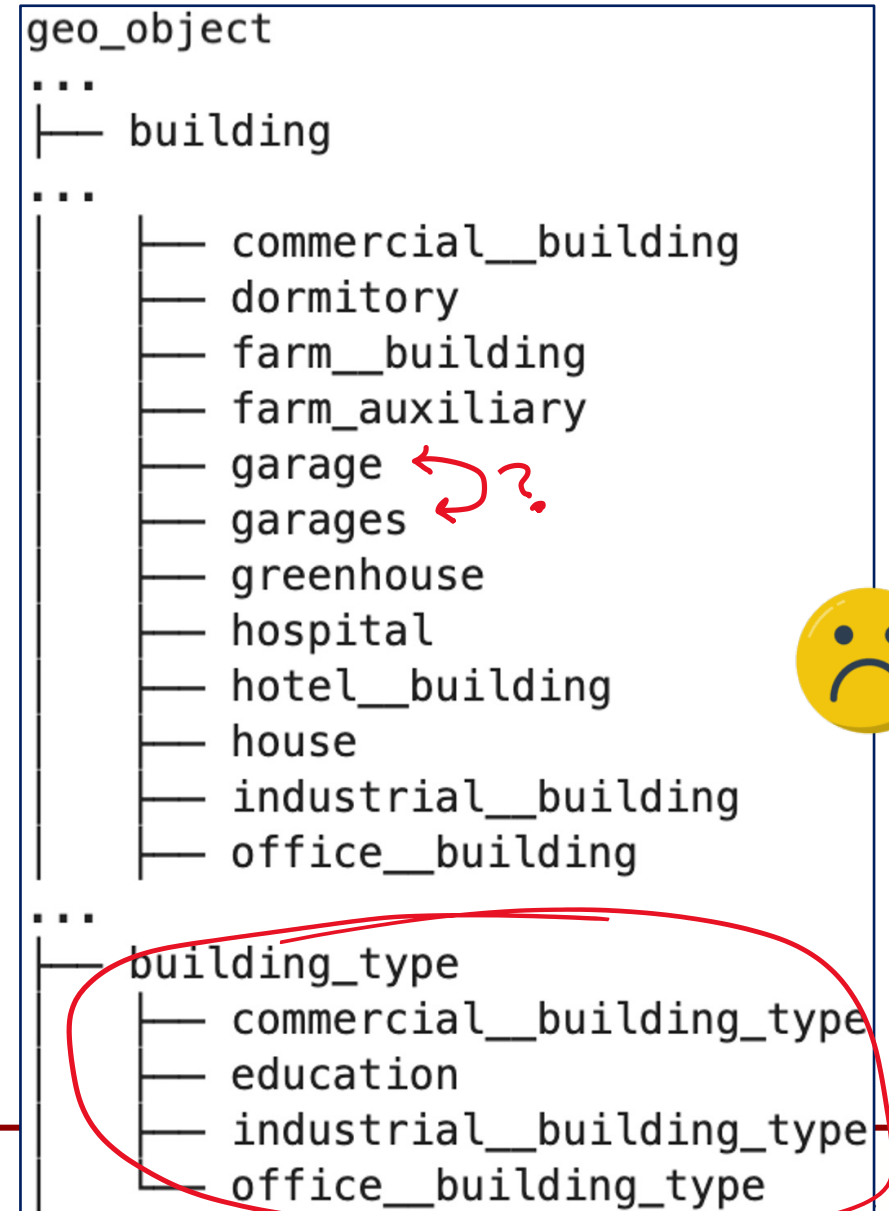 geo_object
...
├── building
...
│   ├── commercial__building
│   ├── dormitory
│   ├── farm__building
│   ├── farm_auxiliary
│   ├── garage
?
│   ├── garages
│   ├── greenhouse
│   ├── hospital
│   ├── hotel__building
│   ├── house
│   ├── industrial__building
│   ├── office__building
...
├── building_type
│   ├── commercial__building_type
│   ├── education
│   ├── industrial__building_type
│   └── office__building_type